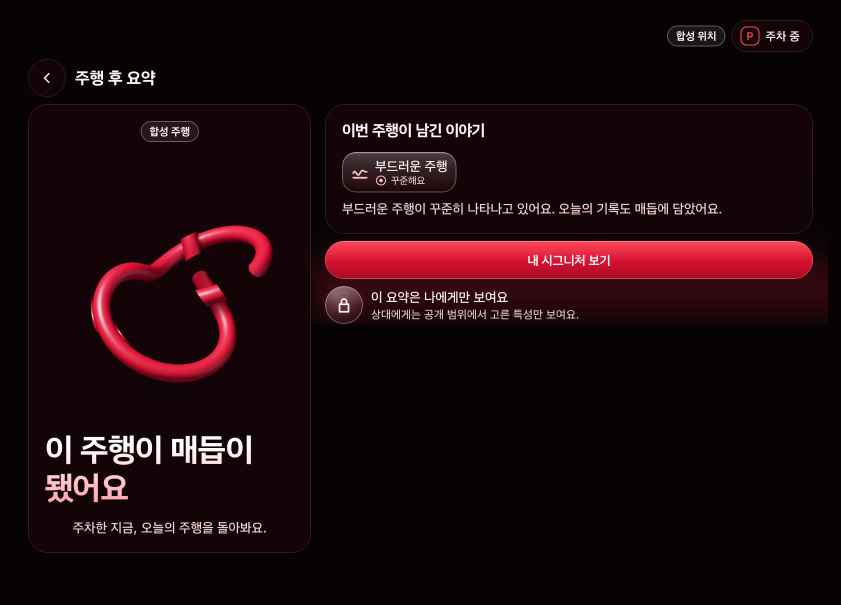 합성 위치
P 주차 중
주행 후 요약
합성 주행
이 주행이 매듭이
됐어요
주차한 지금, 오늘의 주행을 돌아봐요.
이번 주행이 남긴 이야기
부드러운 주행
꾸준해요
부드러운 주행이 꾸준히 나타나고 있어요. 오늘의 기록도 매듭에 담았어요.
내 시그니처 보기
이 요약은 나에게만 보여요
상대에게는 공개 범위에서 고른 특성만 보여요.